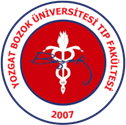 YOZGAT BOZOK ÜNİVERSİTESİ TIP FAKÜLTESİ
2007